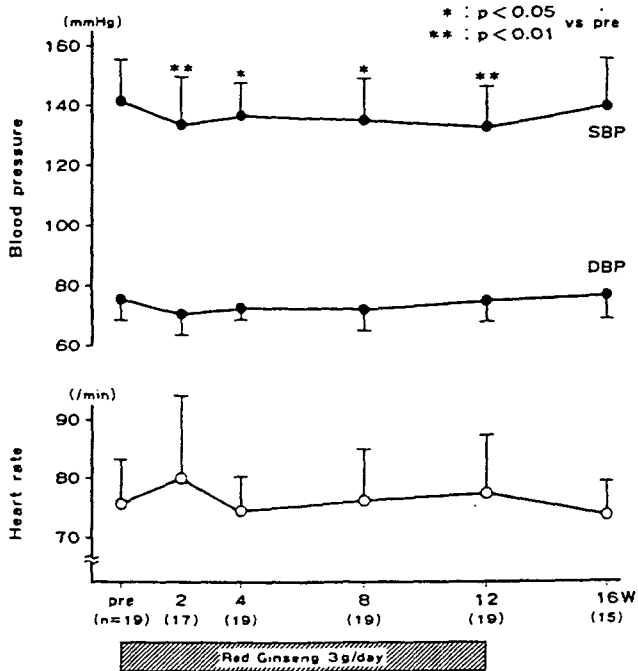 (mmHg)
* : p<0.05
** : p<0.01
vs pre
160
140
120
100
80
60
Blood pressure
** * * **
SBP
DBP
(/min)
90
80
70
Heart rate
pre 2 4 8 12 16W
(n=19) (17) (19) (19) (19) (15)
Red Ginseng 3g/day